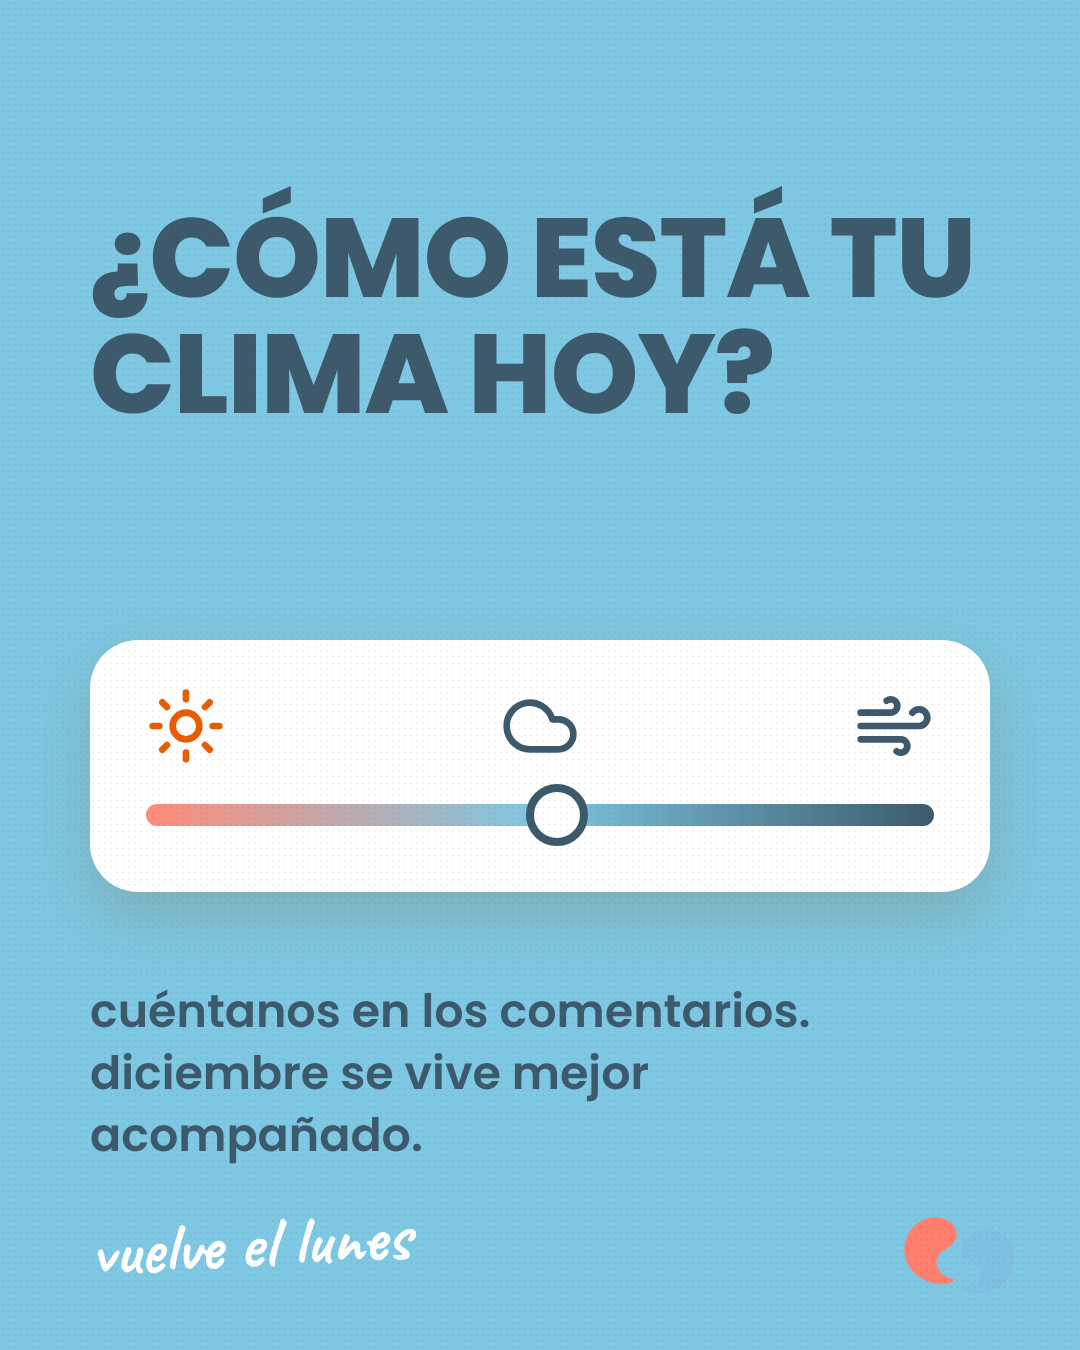 ¿CÓMO ESTÁ TU
CLIMA HOY?
cuéntanos en los comentarios.
diciembre se vive mejor
acompañado.
vuelve el lunes